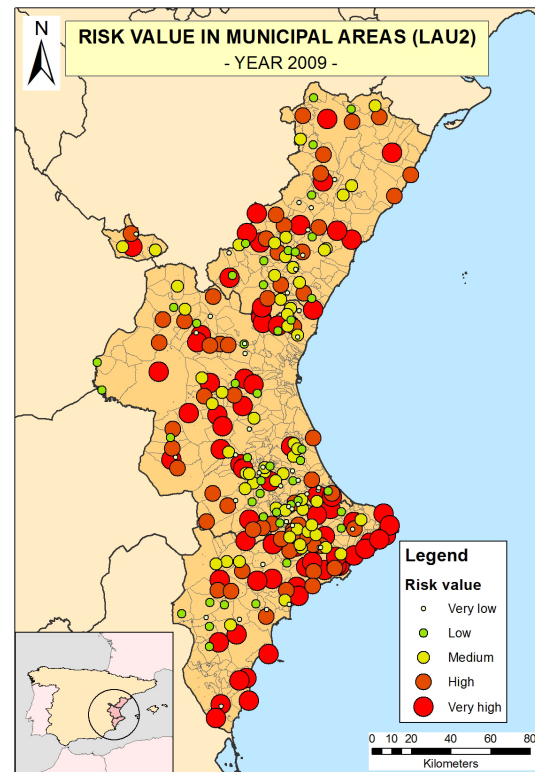 N
RISK VALUE IN MUNICIPAL AREAS (LAU2)
- YEAR 2009 -
Legend
Risk value
Very low
Low
Medium
High
Very high
0 10 20 40 60 80
Kilometers